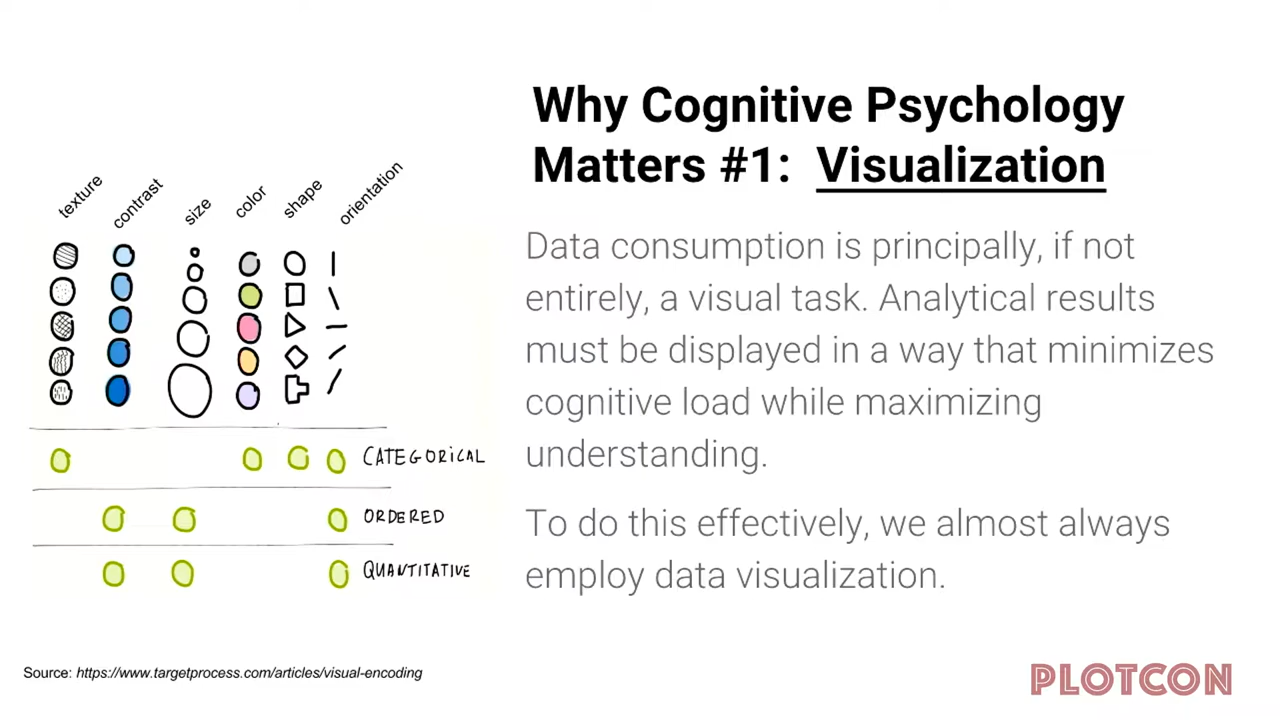 Why Cognitive Psychology
Matters #1: Visualization
texture
contrast
size
color
shape
orientation
Data consumption is principally, if not
entirely, a visual task. Analytical results
must be displayed in a way that minimizes
cognitive load while maximizing
understanding.
To do this effectively, we almost always
employ data visualization.
CATEGORICAL
ORDERED
QUANTITATIVE
Source: https://www.targetprocess.com/articles/visual-encoding
PLOTCON